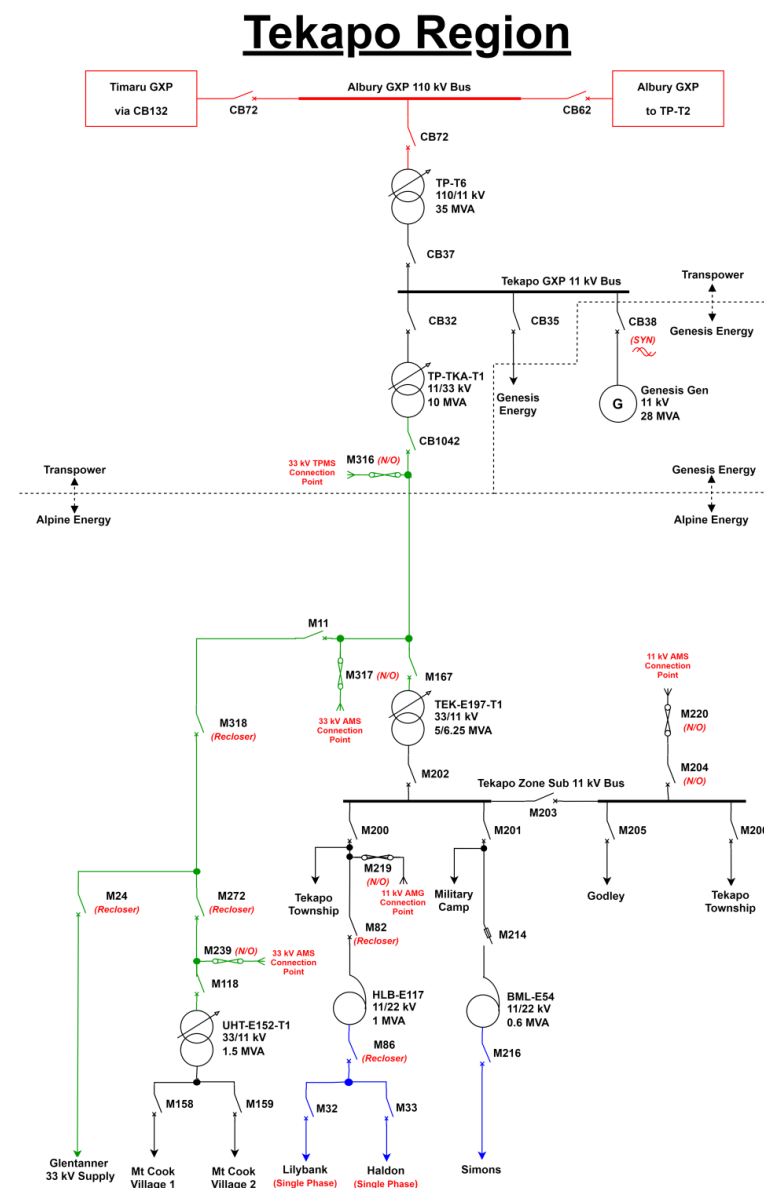 Tekapo Region
Timaru GXP
via CB132
CB72
Albury GXP 110 kV Bus
CB62
Albury GXP
to TP-T2
CB72
TP-T6
110/11 kV
35 MVA
CB37
Tekapo GXP 11 kV Bus
Transpower
Genesis Energy
CB32
CB35
CB38
(SYN)
TP-TKA-T1
11/33 kV
10 MVA
Genesis
Energy
G
Genesis Gen
11 kV
28 MVA
CB1042
M316 (N/O)
33 kV TPMS
Connection
Point
Transpower
Alpine Energy
Genesis Energy
Alpine Energy
M11
M317 (N/O)
33 kV AMS
Connection
Point
M167
TEK-E197-T1
33/11 kV
5/6.25 MVA
11 kV AMS
Connection
Point
M220
(N/O)
M318
(Recloser)
M202
M204
(N/O)
Tekapo Zone Sub 11 kV Bus
M203
M200
M201
M205
M206
M219
(N/O)
11 kV AMG
Connection
Point
Tekapo
Township
Military
Camp
Godley
Tekapo
Township
M24
(Recloser)
M272
(Recloser)
M82
(Recloser)
M214
M239 (N/O)
33 kV AMS
Connection
Point
M118
HLB-E117
11/22 kV
1 MVA
BML-E54
11/22 kV
0.6 MVA
UHT-E152-T1
33/11 kV
1.5 MVA
M86
(Recloser)
M216
M158
M159
M32
M33
Glentanner
33 kV Supply
Mt Cook
Village 1
Mt Cook
Village 2
Lilybank
(Single Phase)
Haldon
(Single Phase)
Simons